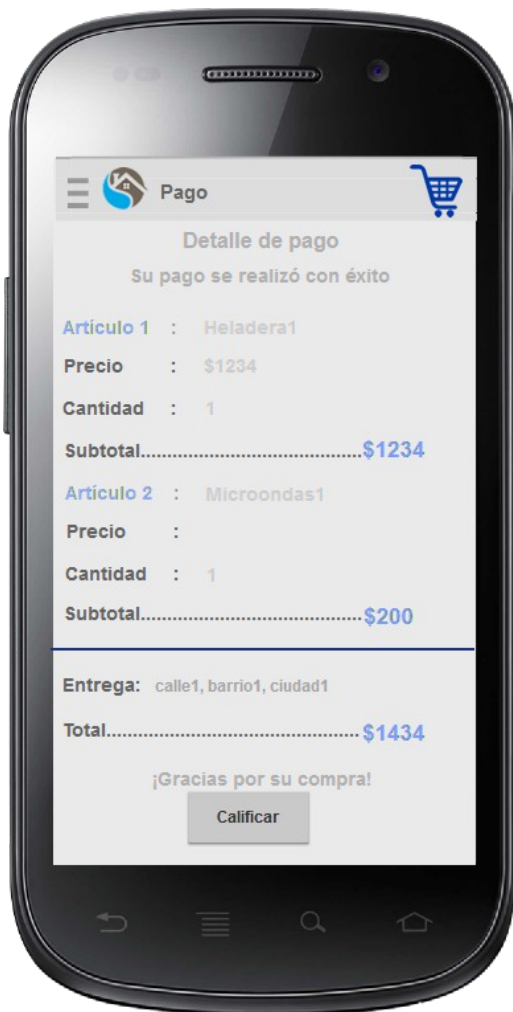 Pago
Detalle de pago
Su pago se realizó con éxito
Artículo 1 : Heladera1
Precio : $1234
Cantidad : 1
Subtotal..........................................$1234
Artículo 2 : Microondas1
Precio :
Cantidad : 1
Subtotal..........................................$200
Entrega: calle1, barrio1, ciudad1
Total................................................$1434
¡Gracias por su compra!
Calificar